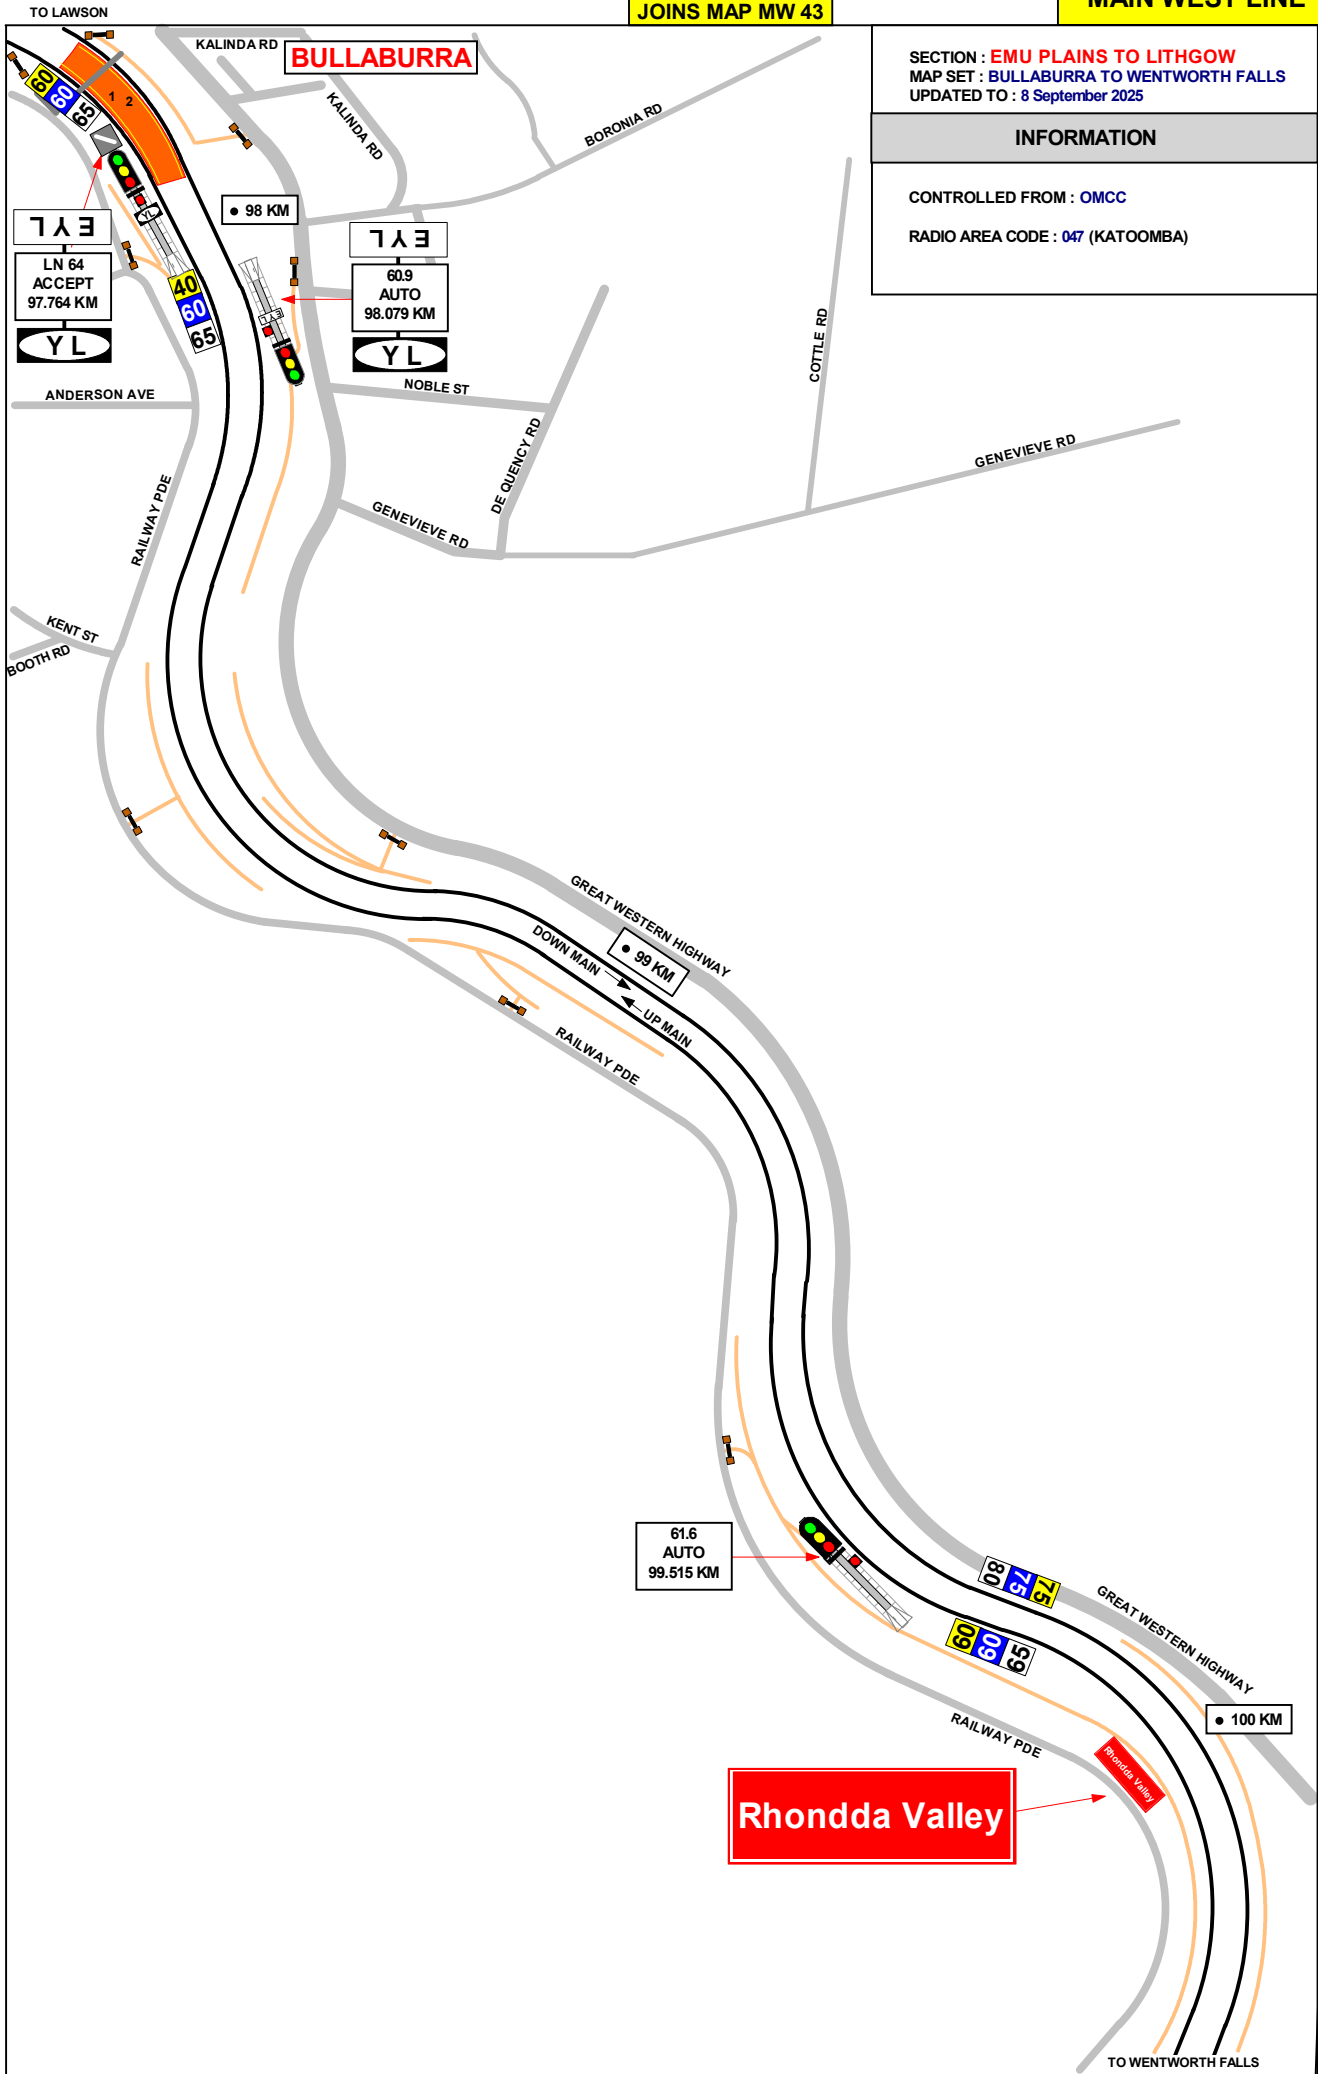 TO LAWSON
JOINS MAP MW 43
MAIN WEST LINE
SECTION : EMU PLAINS TO LITHGOW
MAP SET : BULLABURRA TO WENTWORTH FALLS
UPDATED TO : 8 September 2025
INFORMATION
CONTROLLED FROM : OMCC
RADIO AREA CODE : 047 (KATOOMBA)
KALINDA RD
BULLABURRA
KALINDA RD
BORONIA RD
60
60
65
1 2
98 KM
E Y L
LN 64
ACCEPT
97.764 KM
Y L
YL
40
60
65
E Y L
60.9
AUTO
98.079 KM
Y L
EYL
COTTLE RD
ANDERSON AVE
NOBLE ST
DE QUENCY RD
GENEVIEVE RD
GENEVIEVE RD
RAILWAY PDE
KENT ST
BOOTH RD
GREAT WESTERN HIGHWAY
DOWN MAIN
99 KM
UP MAIN
RAILWAY PDE
61.6
AUTO
99.515 KM
80
75
75
60
60
65
GREAT WESTERN HIGHWAY
RAILWAY PDE
100 KM
Rhondda Valley
Rhondda Valley
TO WENTWORTH FALLS